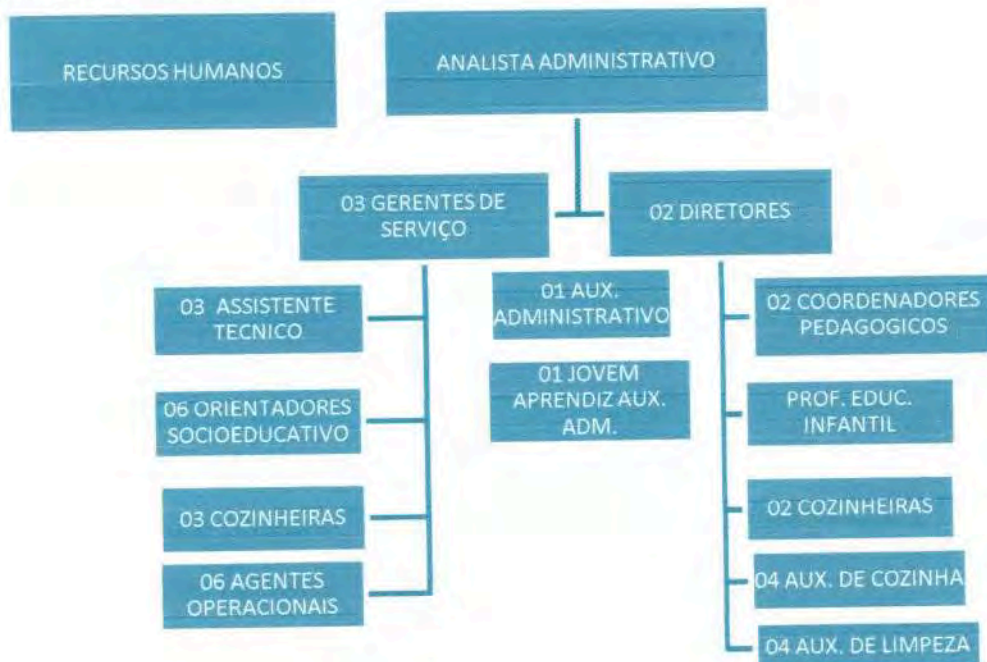 RECURSOS HUMANOS
ANALISTA ADMINISTRATIVO
03 GERENTES DE
SERVIÇO
02 DIRETORES
03 ASSISTENTE
TECNICO
06 ORIENTADORES
SOCIOEDUCATIVO
03 COZINHEIRAS
06 AGENTES
OPERACIONAIS
01 AUX.
ADMINISTRATIVO
01 JOVEM
APRENDIZ AUX.
ADM.
02 COORDENADORES
PEDAGOGICOS
PROF. EDUC.
INFANTIL
02 COZINHEIRAS
04 AUX. DE COZINHA
04 AUX. DE LIMPEZA